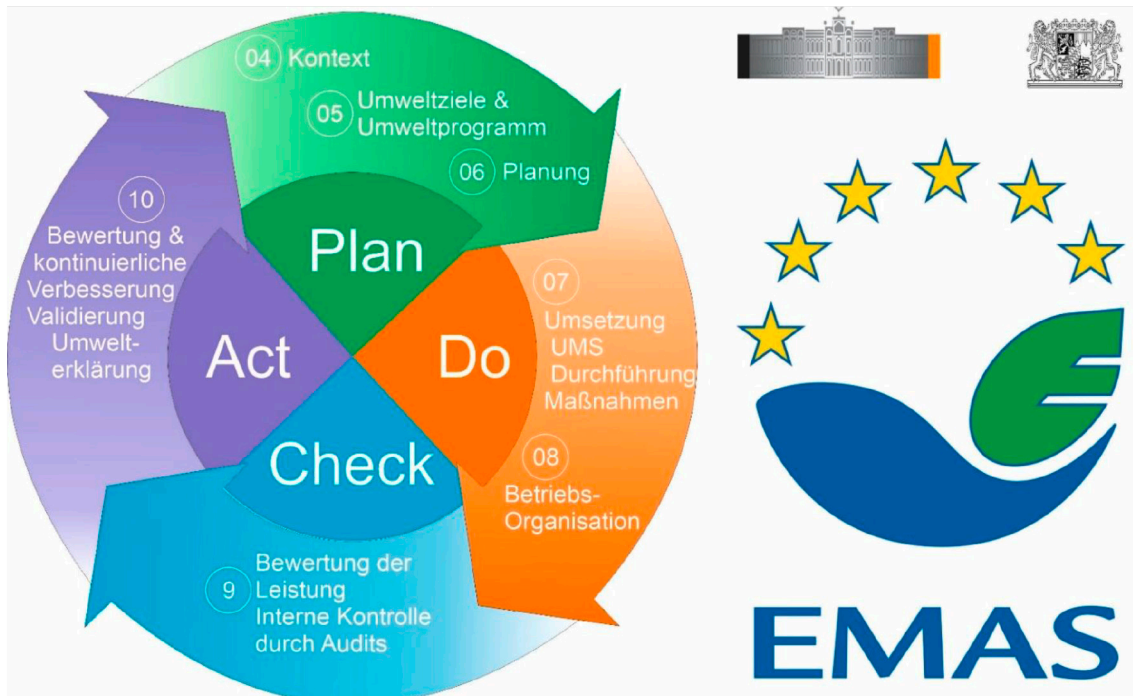 04 Kontext
05 Umweltziele &
Umweltprogramm
06 Planung
Plan
07
Umsetzung
UMS
Durchführung
Maßnahmen
Do
08
Betriebs-
Organisation
Check
9 Bewertung der
Leistung
Interne Kontrolle
durch Audits
10
Bewertung &
kontinuierliche
Verbesserung
Validierung
Umwelt-
erklärung
Act
EMAS